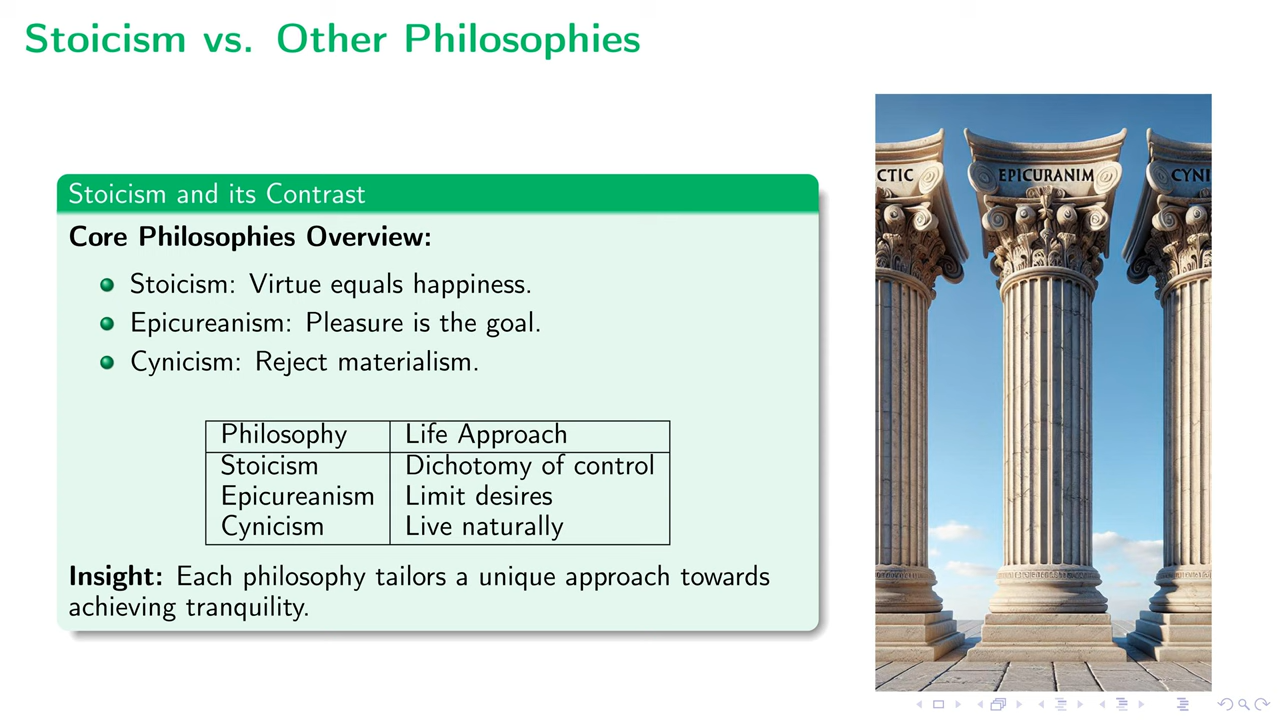 Stoicism vs. Other Philosophies
Stoicism and its Contrast
Core Philosophies Overview:
Stoicism: Virtue equals happiness.
Epicureanism: Pleasure is the goal.
Cynicism: Reject materialism.
Philosophy Life Approach
Stoicism Dichotomy of control
Epicureanism Limit desires
Cynicism Live naturally
Insight: Each philosophy tailors a unique approach towards
achieving tranquility.
CTIC EPICURANIM CYNI